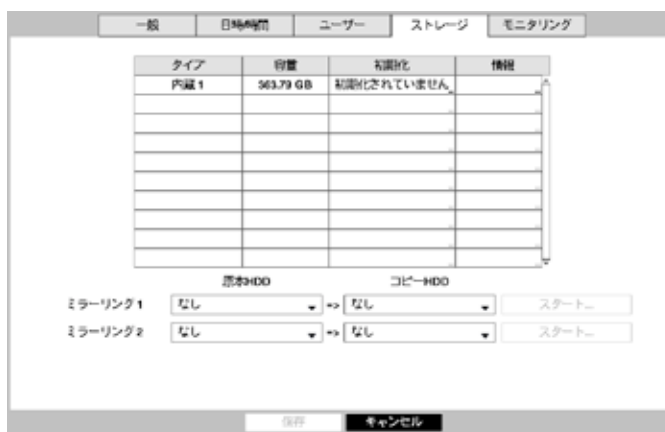 一般 日時/時間 ユーザー ストレージ モニタリング
タイプ 容量 初期化 情報
内蔵 1 563.79 GB 初期化されていません
原本HDD コピーHDD
ミラーリング1 なし => なし スタート...
ミラーリング2 なし => なし スタート...
保存 キャンセル